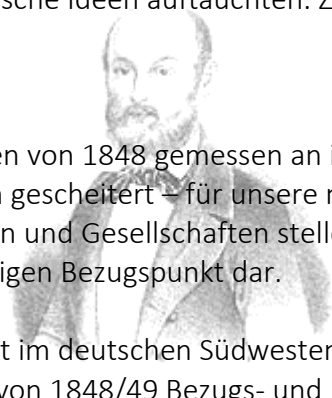 sche Ideen auftauchten. Z
en von 1848 gemessen an i
gescheitert – für unsere
n und Gesellschaften stell
igen Bezugspunkt dar.
t im deutschen Südwesten
von 1848/49 Bezugs- und